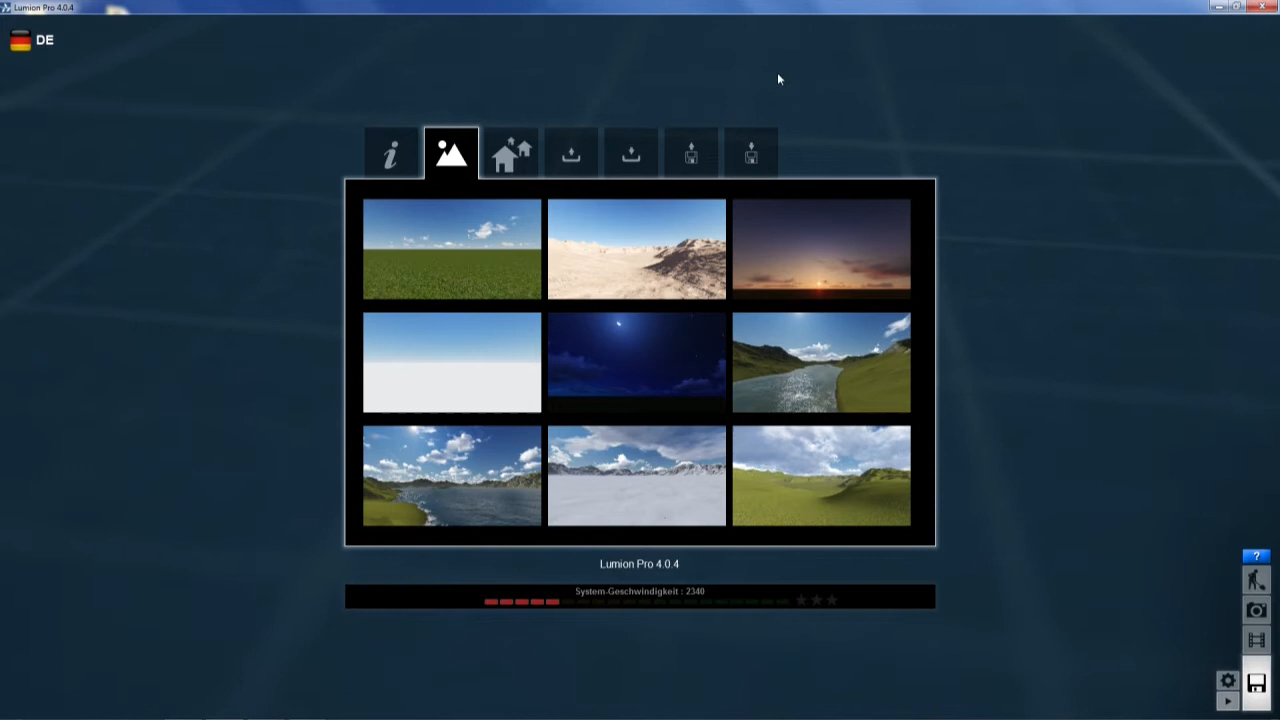 Lumion Pro 4.0.4
DE
i
Lumion Pro 4.0.4
System-Geschwindigkeit : 2340
?